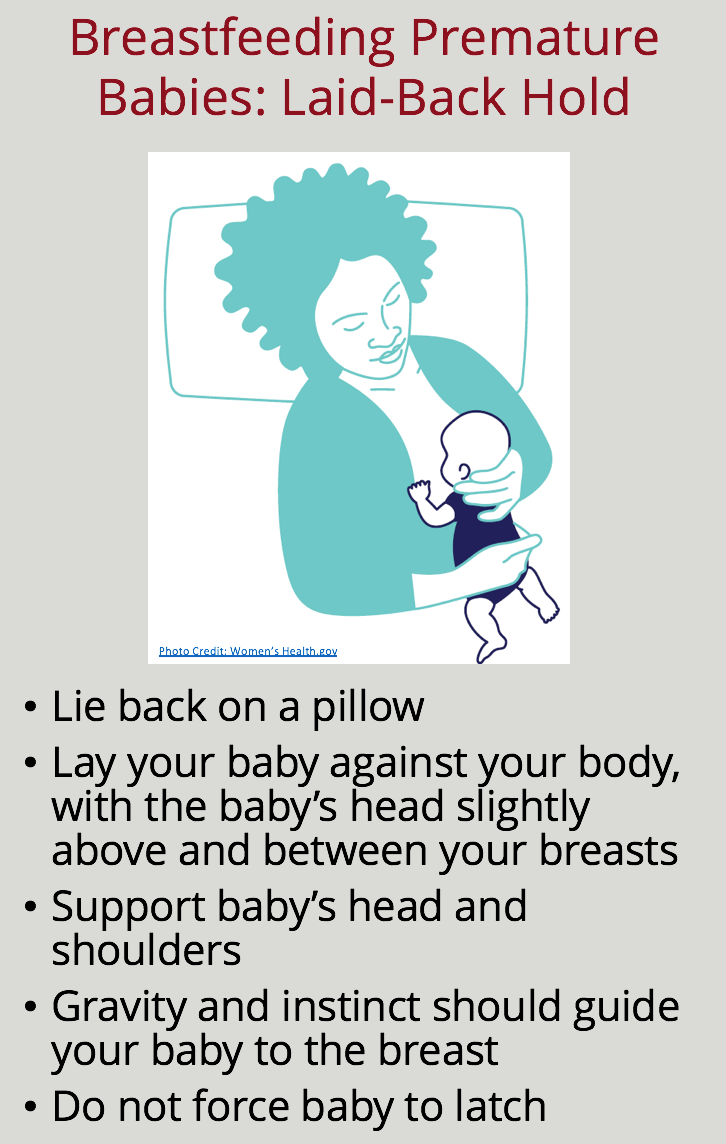 Breastfeeding Premature
Babies: Laid-Back Hold
Photo Credit: Women’s Health.gov
• Lie back on a pillow
• Lay your baby against your body,
with the baby’s head slightly
above and between your breasts
• Support baby’s head and
shoulders
• Gravity and instinct should guide
your baby to the breast
• Do not force baby to latch